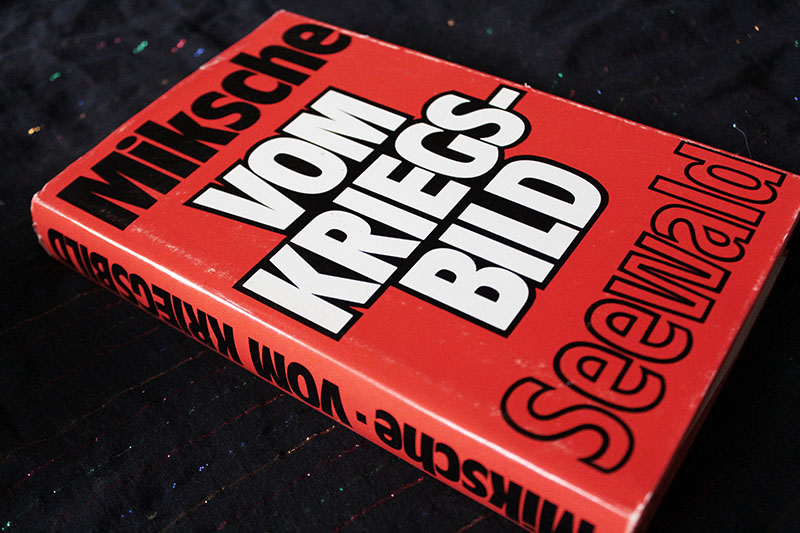 Miksche
VOM
KRIEGS-
BILD
Seewald
Miksche · VOM KRIEGSBILD